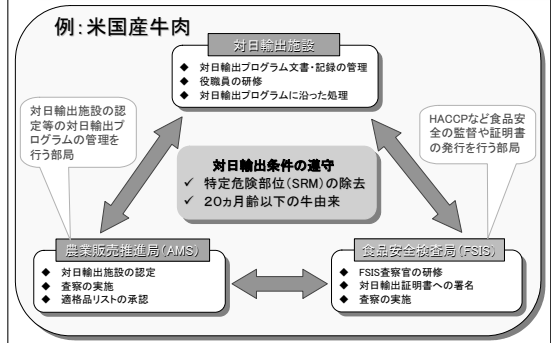 例：米国産牛肉
対日輸出施設
◆ 対日輸出プログラム文書・記録の管理
◆ 役職員の研修
◆ 対日輸出プログラムに沿った処理
対日輸出施設の認
定等の対日輸出プ
ログラムの管理を
行う部局
HACCPなど食品安
全の監督や証明書
の発行を行う部局
対日輸出条件の遵守
✓ 特定危険部位（SRM）の除去
✓ 20ヵ月齢以下の牛由来
農業販売推進局（AMS）
◆ 対日輸出施設の認定
◆ 査察の実施
◆ 適格品リストの承認
食品安全検査局（FSIS）
◆ FSIS査察官の研修
◆ 対日輸出証明書への署名
◆ 査察の実施